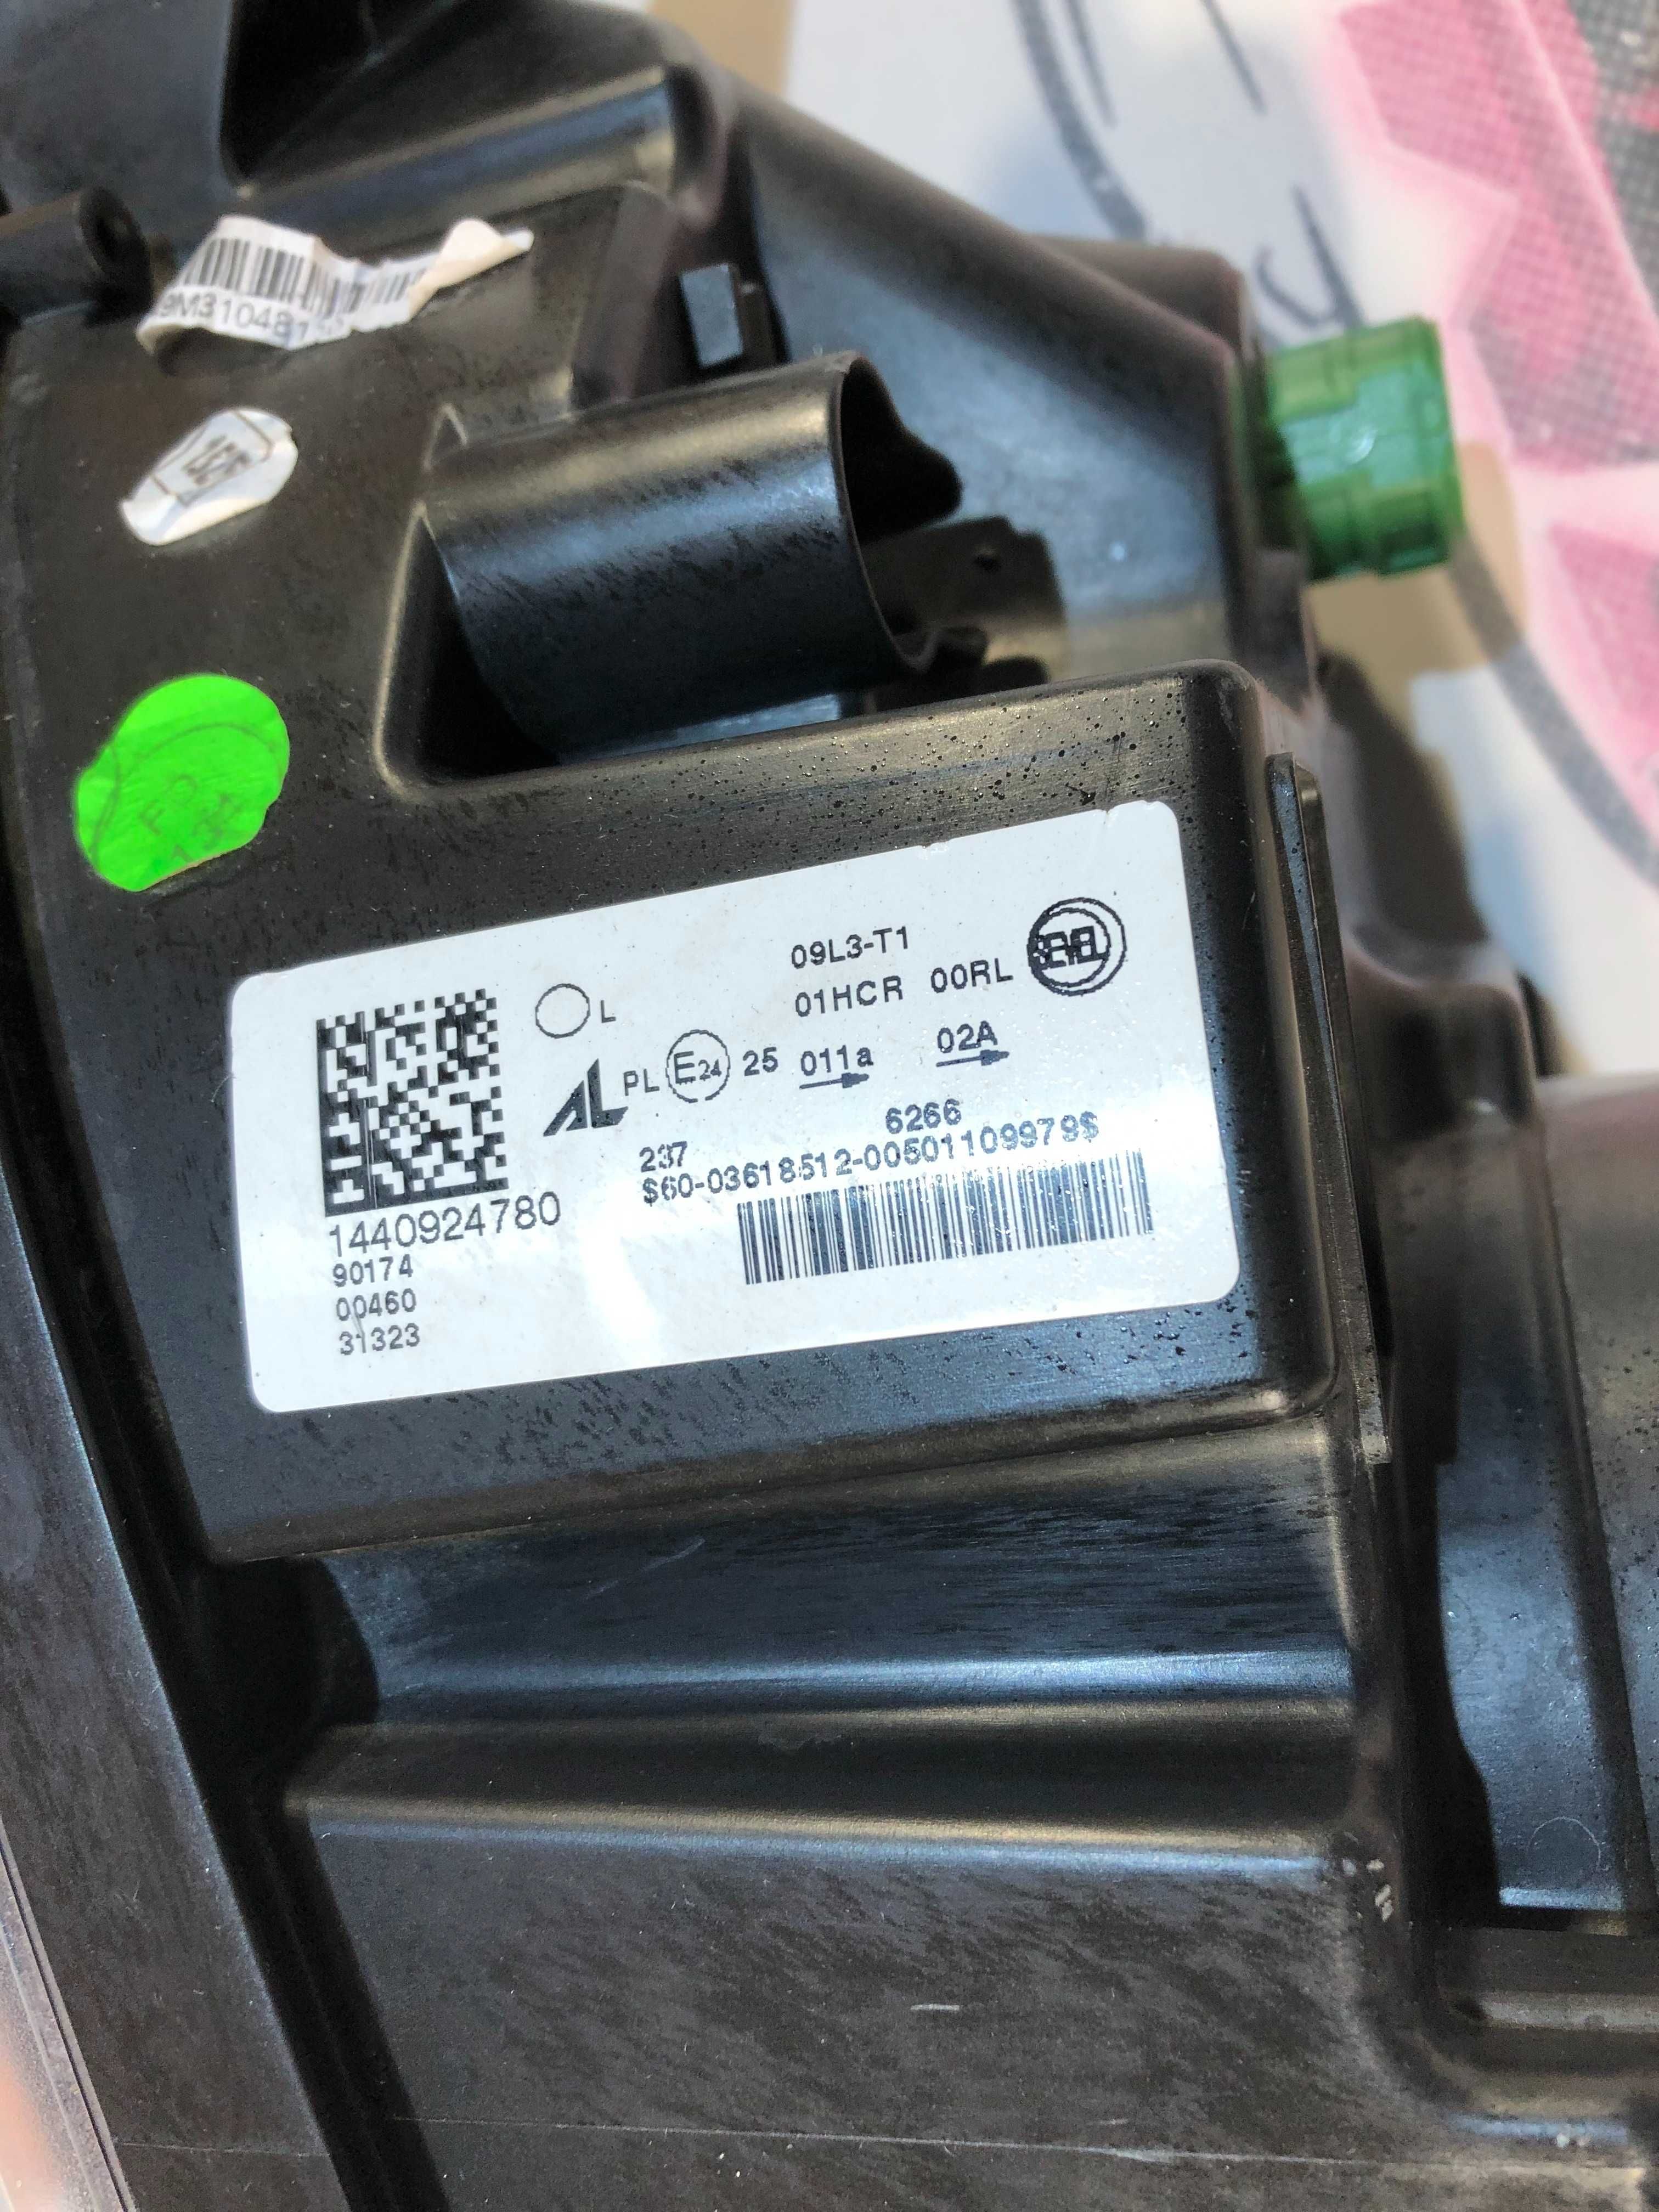 9M31048
09L3-T1
01HCR 00RL SEVEL
L
AL PL E24 25 011a 02A
6266
237
$60-03618512-00501109979$
1440924780
90174
00460
31323